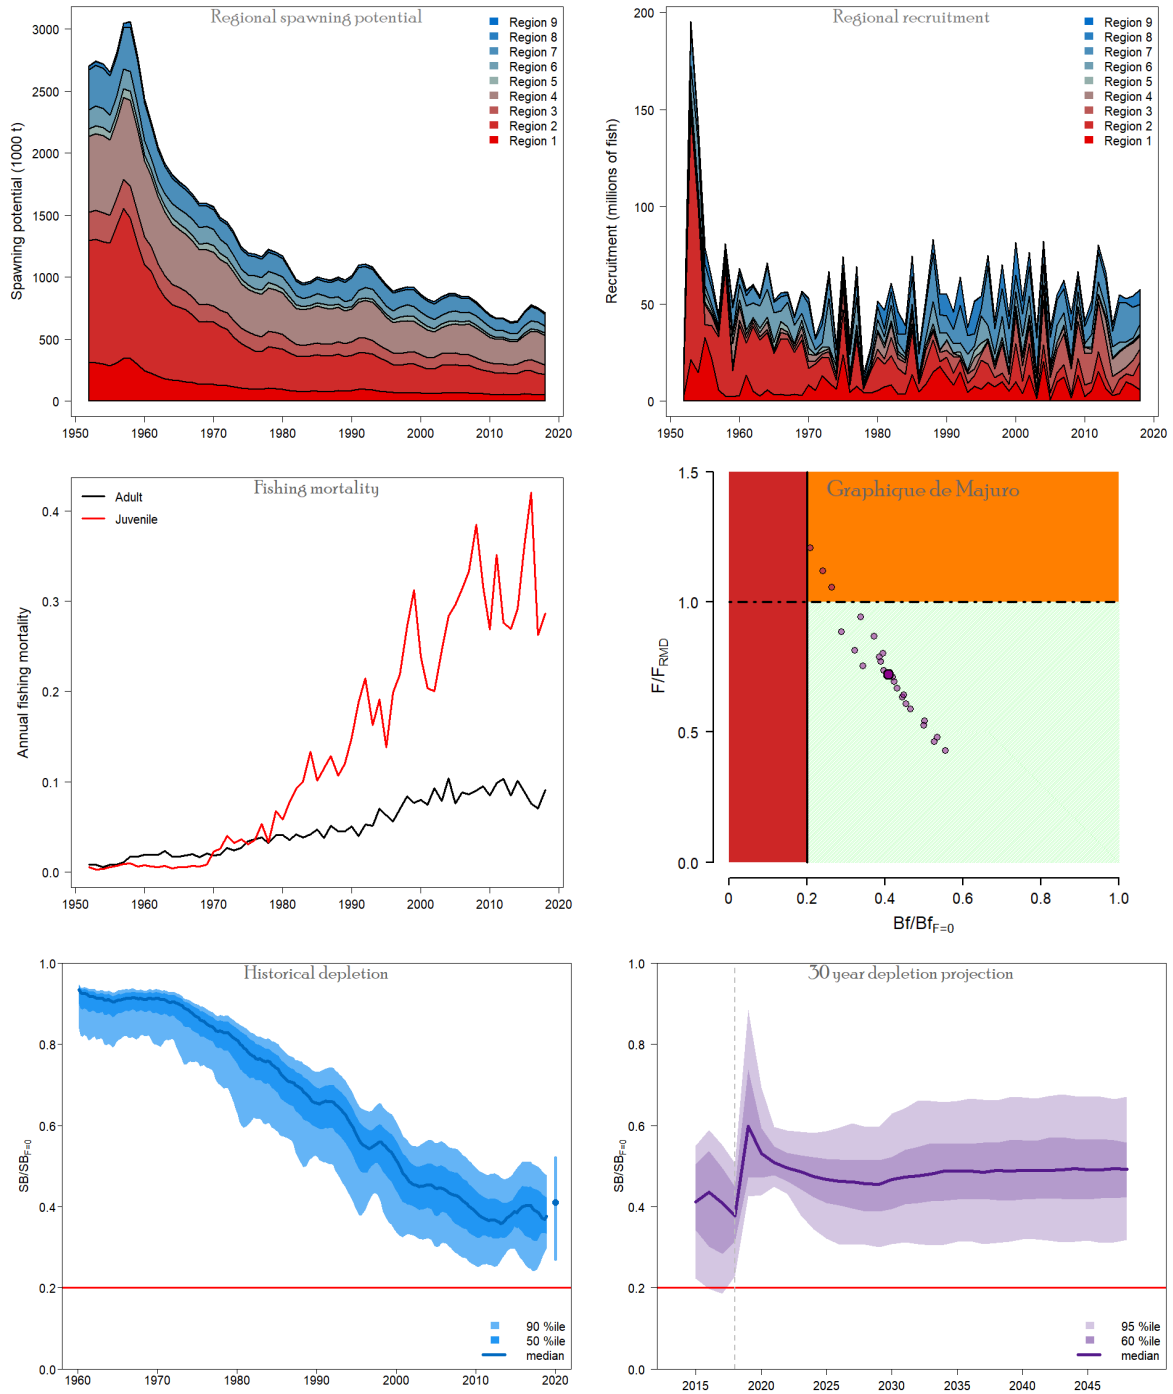 Regional spawning potential
Spawning potential (1000 t)
3000
2500
2000
1500
1000
500
0
1950 1960 1970 1980 1990 2000 2010 2020
Region 9
Region 8
Region 7
Region 6
Region 5
Region 4
Region 3
Region 2
Region 1
Regional recruitment
Recruitment (millions of fish)
200
150
100
50
0
1950 1960 1970 1980 1990 2000 2010 2020
Region 9
Region 8
Region 7
Region 6
Region 5
Region 4
Region 3
Region 2
Region 1
Fishing mortality
Annual fishing mortality
Adult
Juvenile
0.4
0.3
0.2
0.1
0.0
1950 1960 1970 1980 1990 2000 2010 2020
Graphique de Majuro
F/FRMD
1.5
1.0
0.5
0.0
0 0.2 0.4 0.6 0.8 1.0
Bf/BfF=0
Historical depletion
SB/SBF=0
1.0
0.8
0.6
0.4
0.2
0.0
90 %ile
50 %ile
median
1960 1970 1980 1990 2000 2010 2020
30 year depletion projection
SB/SBF=0
1.0
0.8
0.6
0.4
0.2
0.0
95 %ile
60 %ile
median
2015 2020 2025 2030 2035 2040 2045